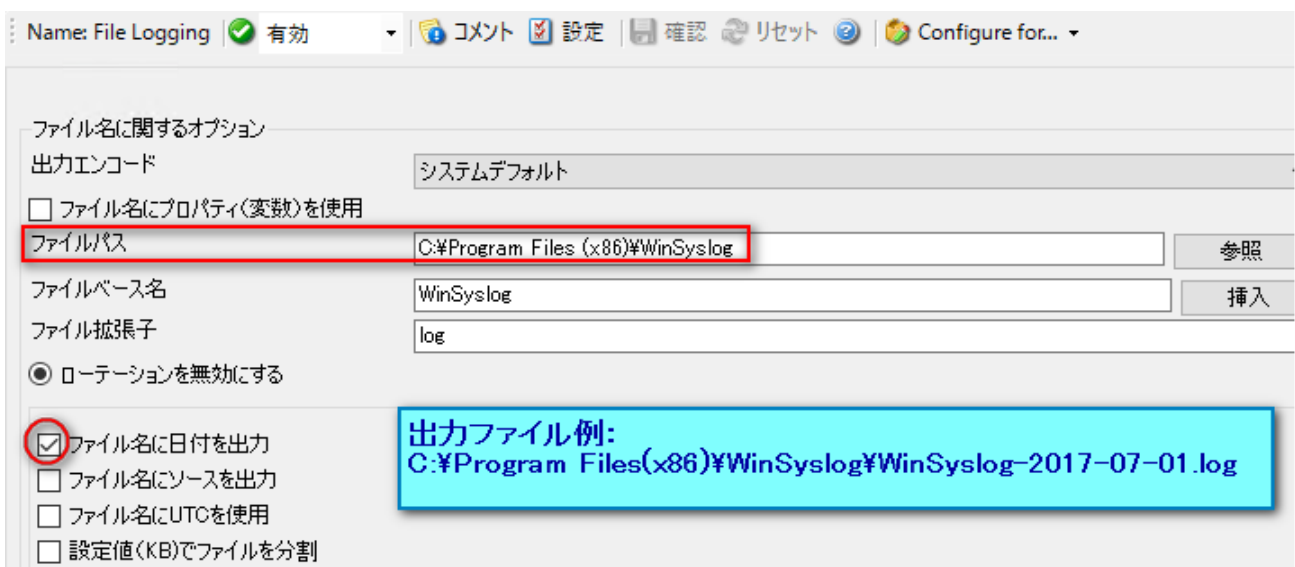 Name: File Logging 有効 コメント 設定 確認 リセット Configure for...
ファイル名に関するオプション
出力エンコード システムデフォルト
ファイル名にプロパティ(変数)を使用
ファイルパス C:¥Program Files (x86)¥WinSyslog 参照
ファイルベース名 WinSyslog 挿入
ファイル拡張子 log
ローテーションを無効にする
ファイル名に日付を出力
ファイル名にソースを出力
ファイル名にUTCを使用
設定値(KB)でファイルを分割
出力ファイル例:
C:¥Program Files(x86)¥WinSyslog¥WinSyslog-2017-07-01.log